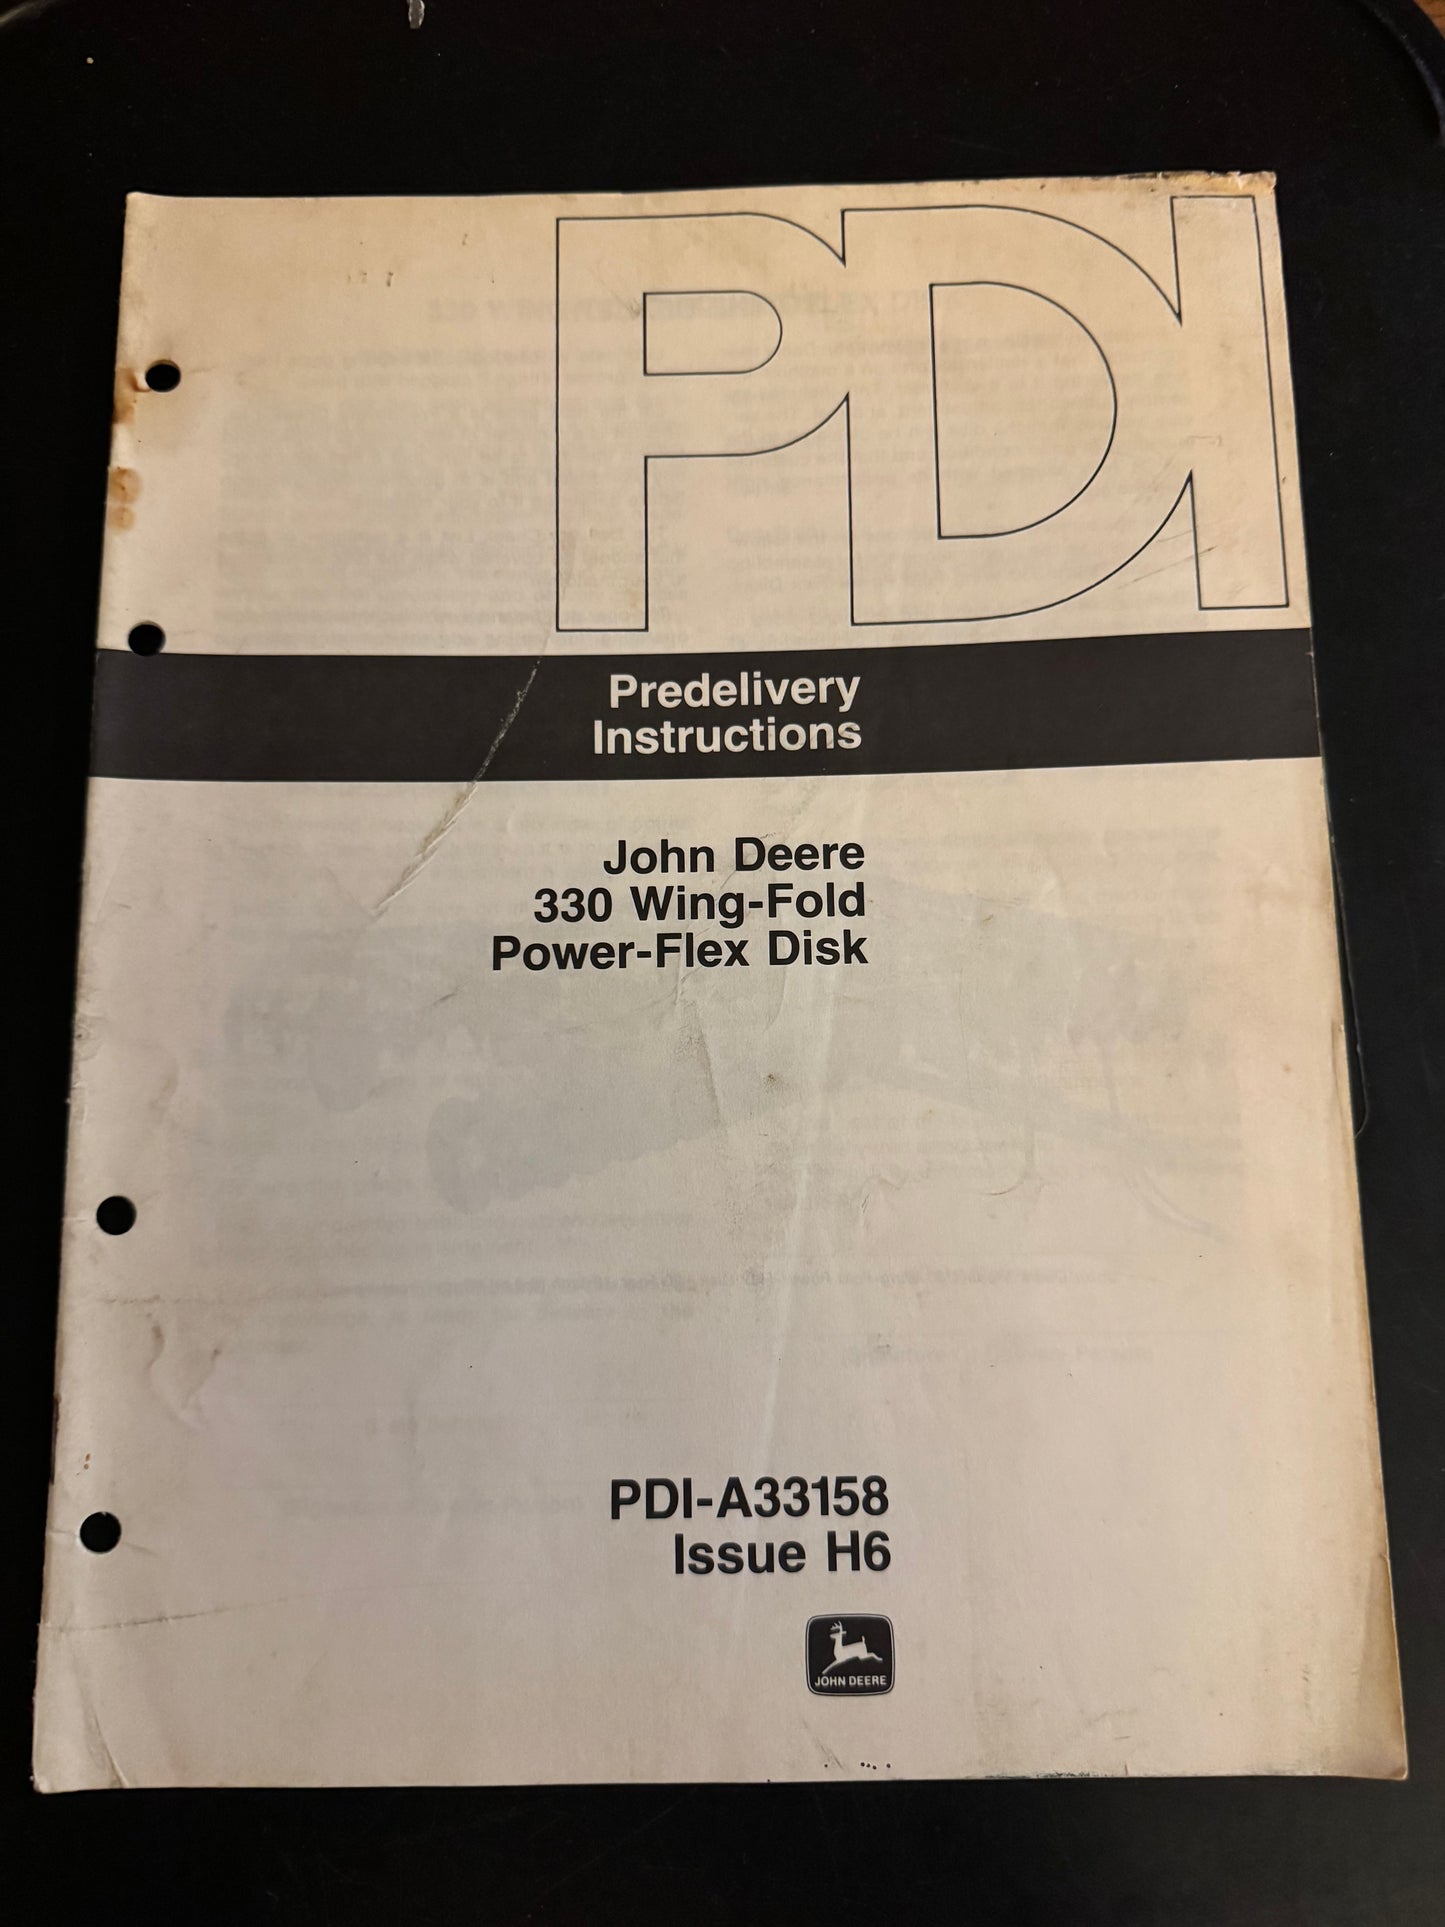 PDI
Predelivery
Instructions
John Deere
330 Wing-Fold
Power-Flex Disk
PDI-A33158
Issue H6
JOHN DEERE